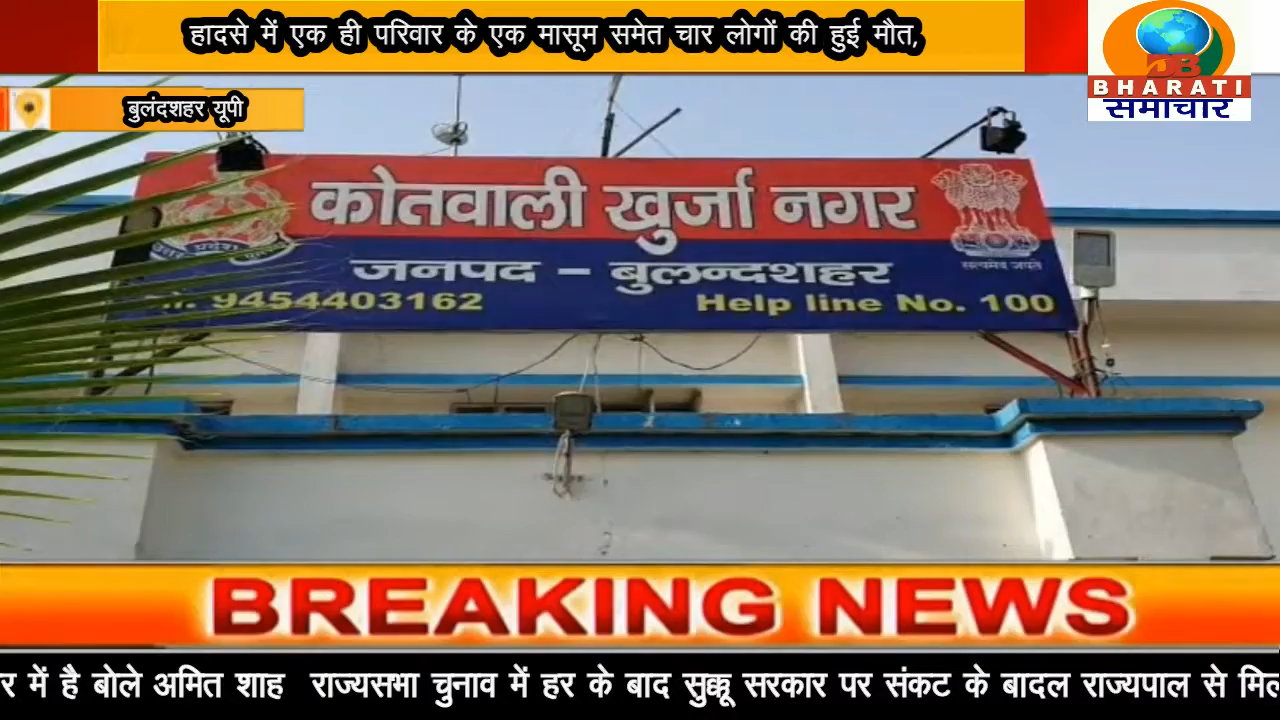 हादसे में एक ही परिवार के एक मासूम समेत चार लोगों की हुई मौत,
BHARATI
समाचार
बुलंदशहर यूपी
कोतवाली खुर्जा नगर
सत्यमेव जयते
जनपद – बुलन्दशहर
9454403162
Help line No. 100
BREAKING NEWS
र में है बोले अमित शाह राज्यसभा चुनाव में हर के बाद सुक्खू सरकार पर संकट के बादल राज्यपाल से मिल